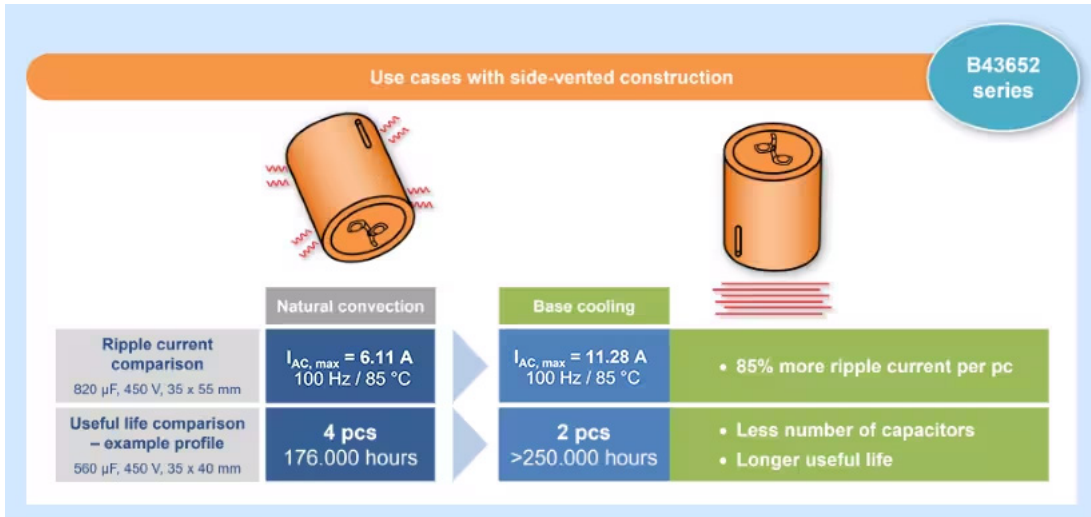 Use cases with side-vented construction
B43652
series
Natural convection
Base cooling
Ripple current
comparison
820 µF, 450 V, 35 x 55 mm
I AC, max = 6.11 A
100 Hz / 85 °C
I AC, max = 11.28 A
100 Hz / 85 °C
• 85% more ripple current per pc
Useful life comparison
– example profile
560 µF, 450 V, 35 x 40 mm
4 pcs
176.000 hours
2 pcs
>250.000 hours
• Less number of capacitors
• Longer useful life